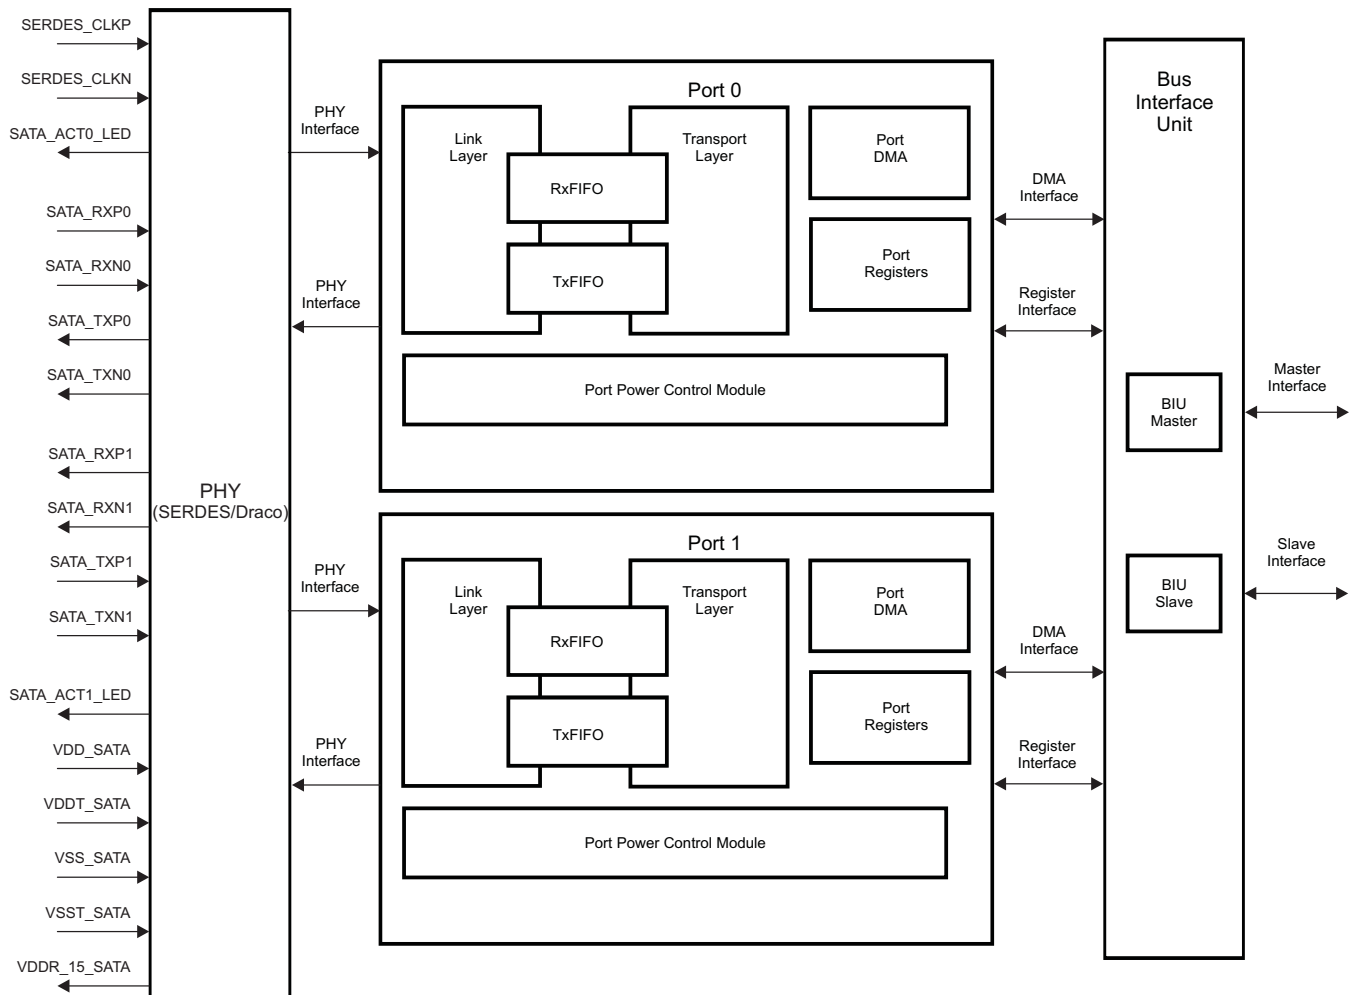 SERDES_CLKP
SERDES_CLKN
SATA_ACT0_LED
SATA_RXP0
SATA_RXN0
SATA_TXP0
SATA_TXN0
SATA_RXP1
SATA_RXN1
SATA_TXP1
SATA_TXN1
SATA_ACT1_LED
VDD_SATA
VDDT_SATA
VSS_SATA
VSST_SATA
VDDR_15_SATA
PHY
(SERDES/Draco)
PHY
Interface
PHY
Interface
Port 0
Link
Layer
Transport
Layer
RxFIFO
TxFIFO
Port
DMA
Port
Registers
Port Power Control Module
DMA
Interface
Register
Interface
PHY
Interface
PHY
Interface
Port 1
Link
Layer
Transport
Layer
RxFIFO
TxFIFO
Port
DMA
Port
Registers
Port Power Control Module
DMA
Interface
Register
Interface
Bus
Interface
Unit
BIU
Master
BIU
Slave
Master
Interface
Slave
Interface